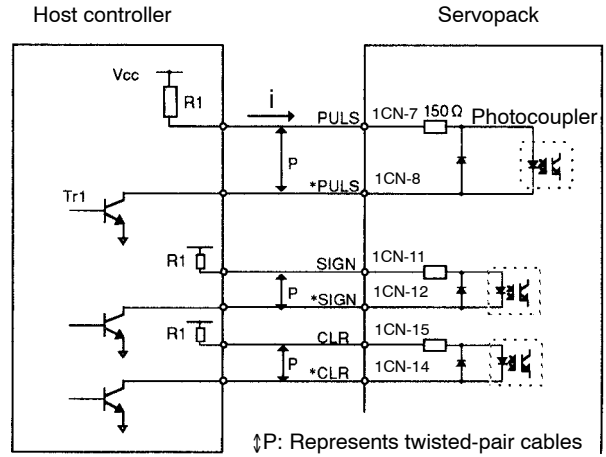 Host controller
Servopack
Vcc
R1
i
PULS
1CN-7
150Ω
Photocoupler
P
*PULS
1CN-8
Tr1
R1
SIGN
1CN-11
P
*SIGN
1CN-12
R1
CLR
1CN-15
P
*CLR
1CN-14
P: Represents twisted-pair cables